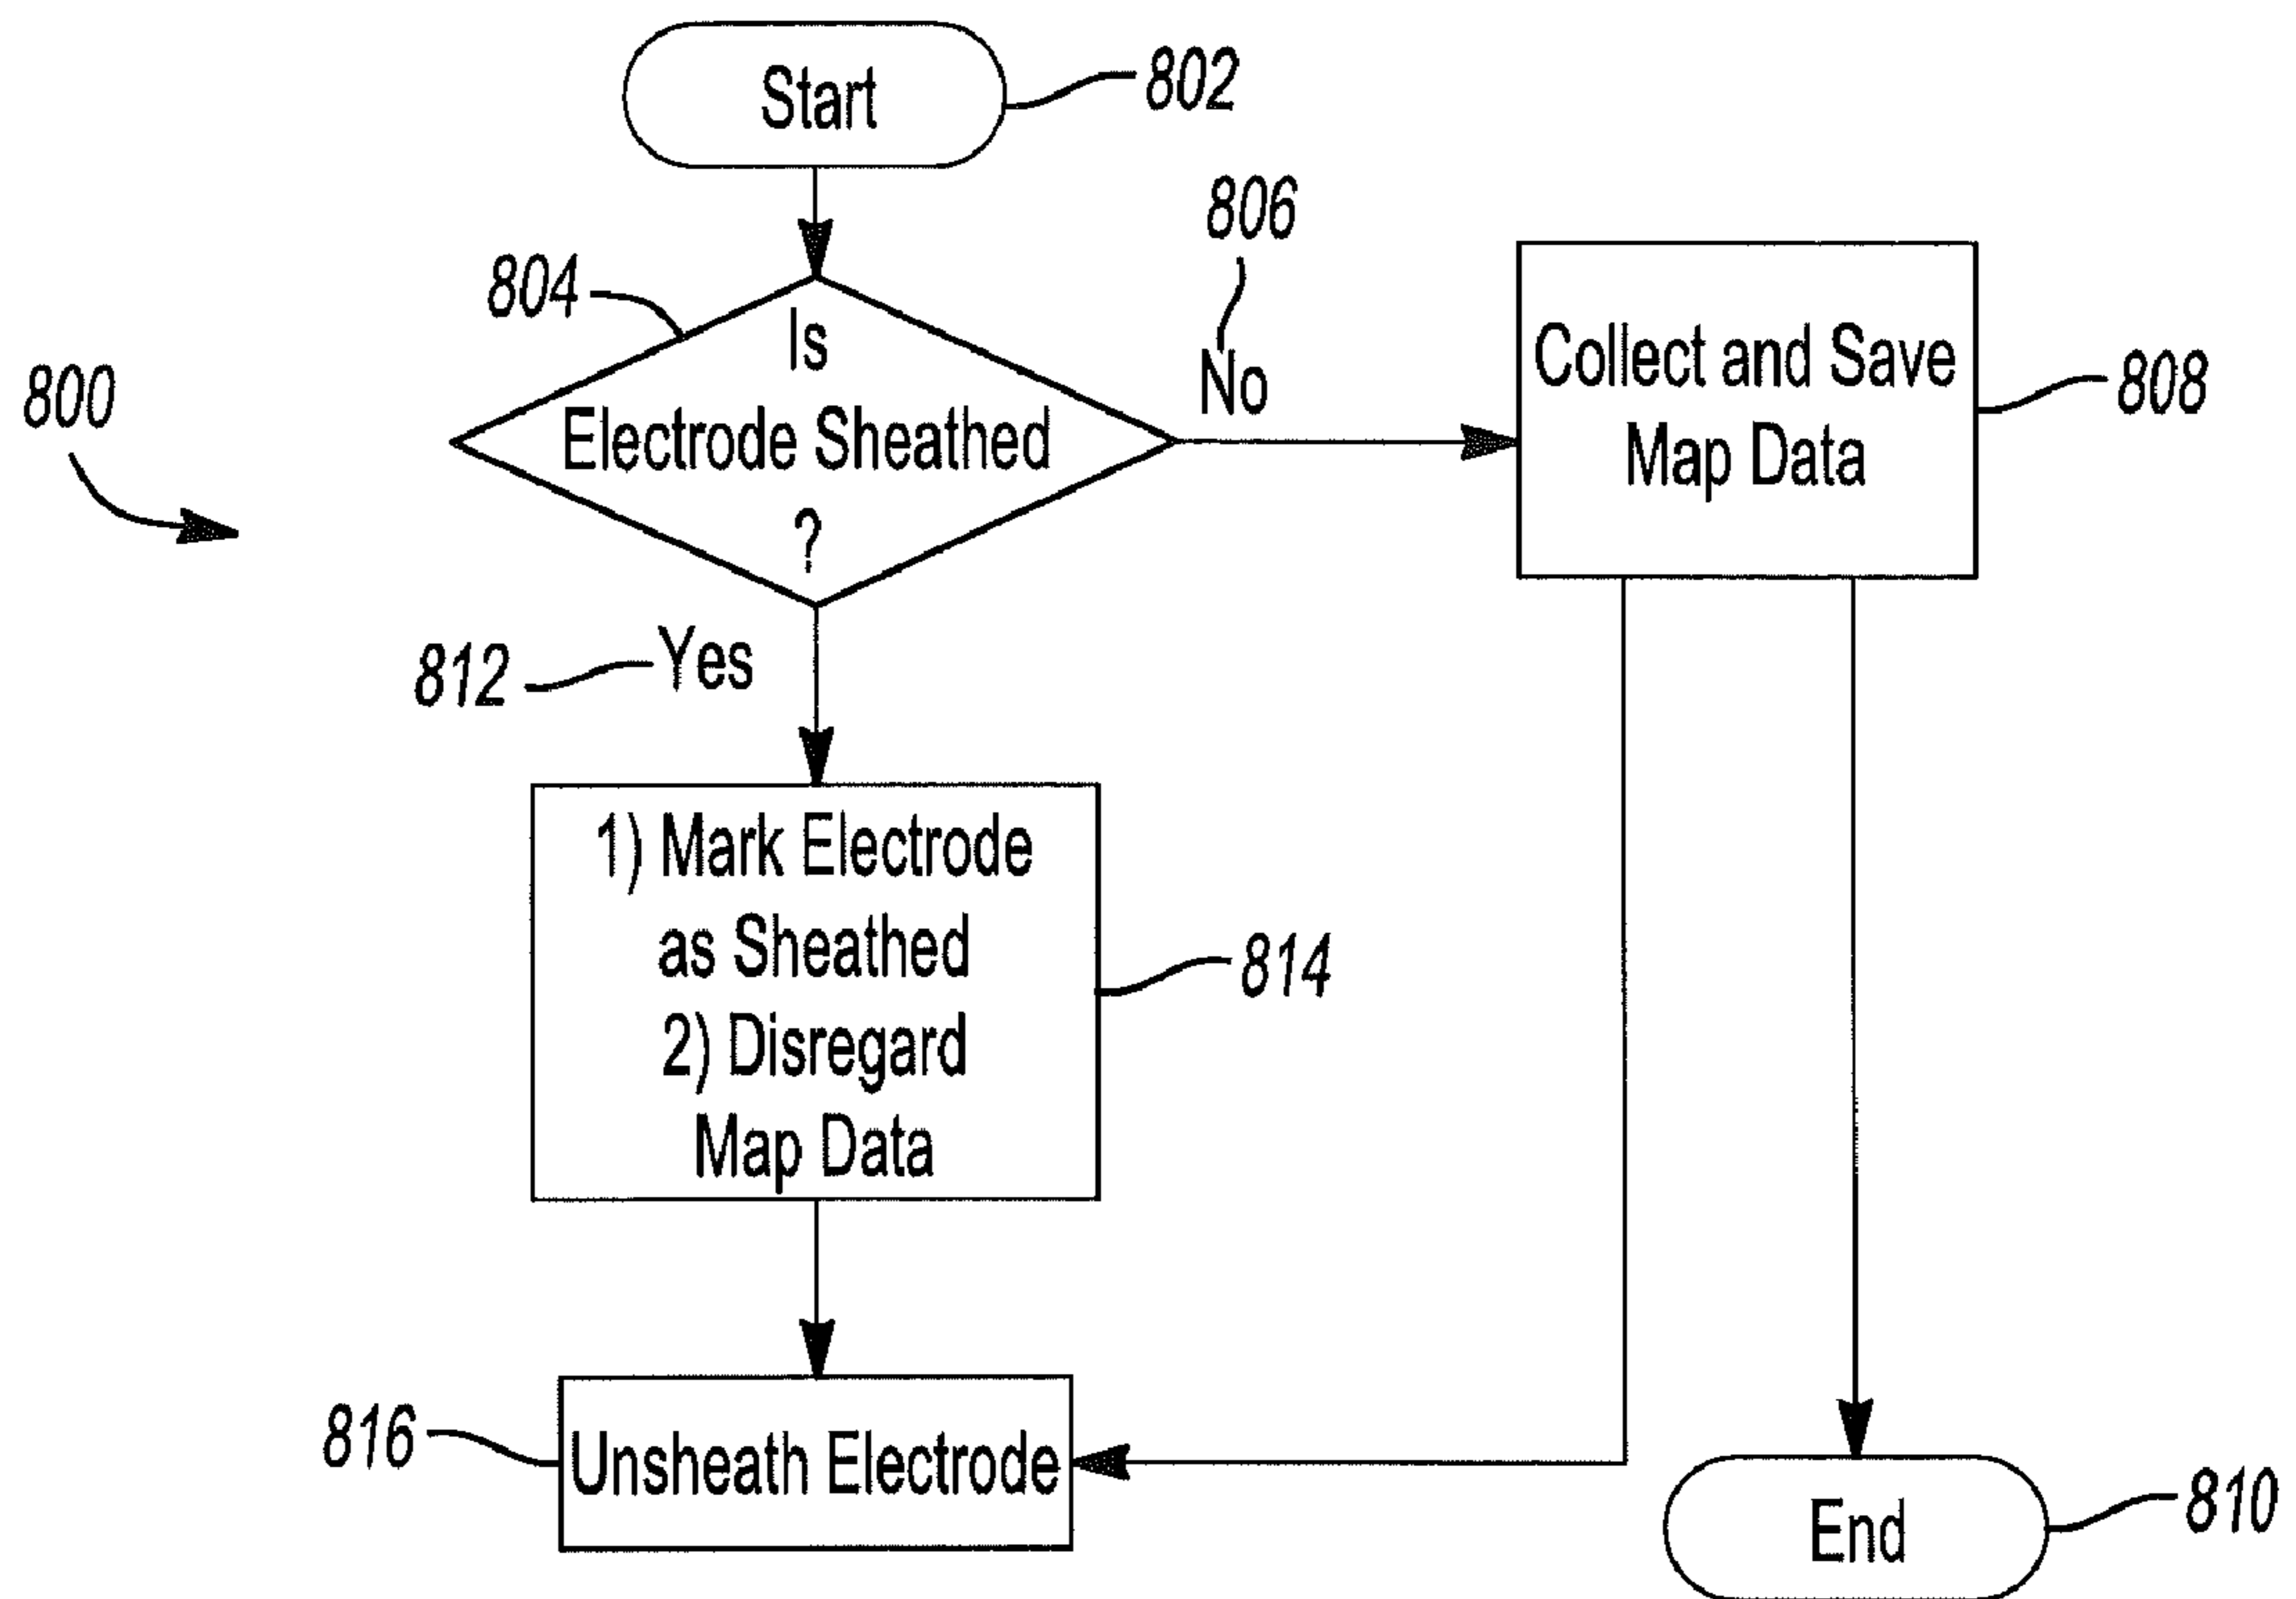 Start
802
806
804
Is
Electrode Sheathed
?
No
Collect and Save
Map Data
808
800
812
Yes
1) Mark Electrode
as Sheathed
2) Disregard
Map Data
814
816
Unsheath Electrode
End
810